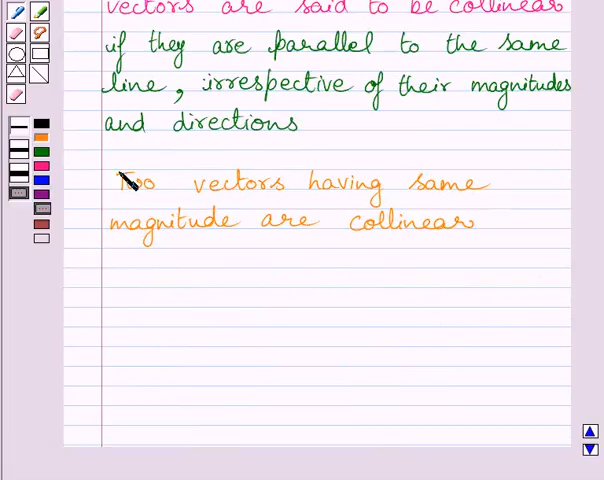 vectors are said to be collinear
if they are parallel to the same
line, irrespective of their magnitudes
and directions
Two vectors having same
magnitude are collinear